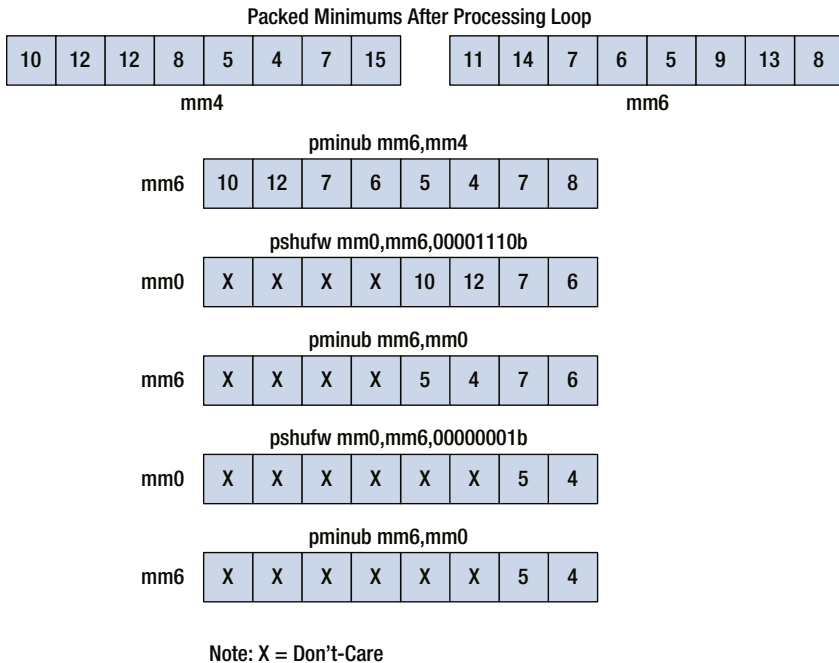 Packed Minimums After Processing Loop
10 12 12 8 5 4 7 15 11 14 7 6 5 9 13 8
mm4 mm6
pminub mm6,mm4
mm6 10 12 7 6 5 4 7 8
pshufw mm0,mm6,00001110b
mm0 X X X X 10 12 7 6
pminub mm6,mm0
mm6 X X X X 5 4 7 6
pshufw mm0,mm6,00000001b
mm0 X X X X X X 5 4
pminub mm6,mm0
mm6 X X X X X X 5 4
Note: X = Don't-Care